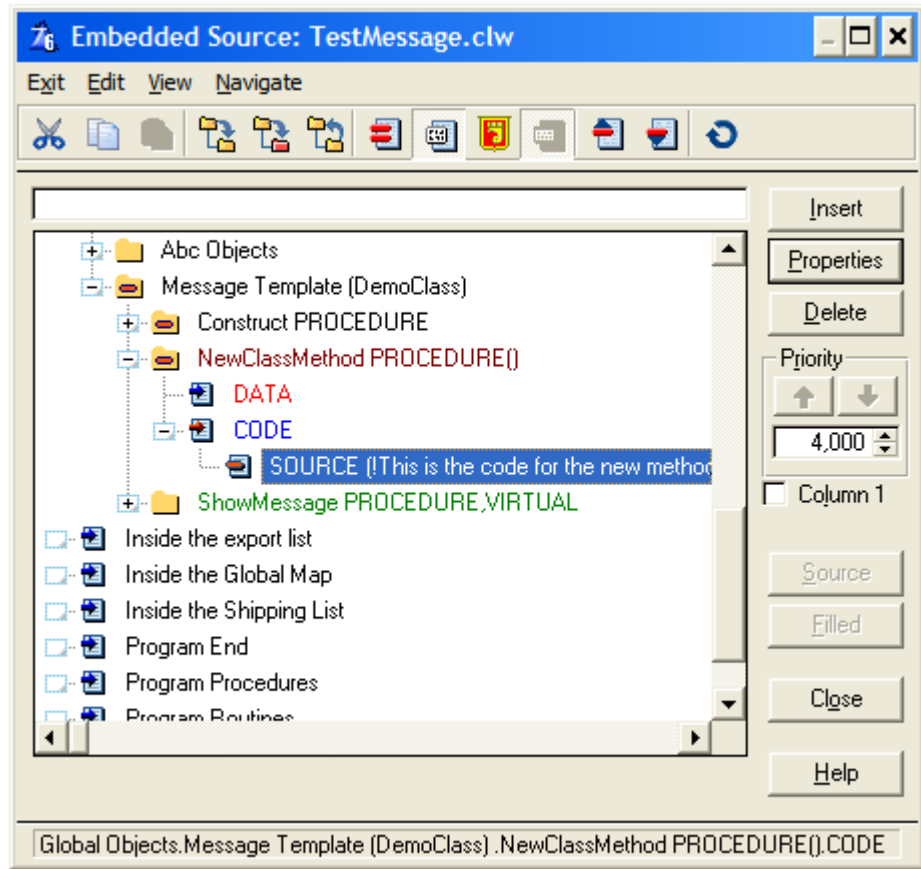 Embedded Source: TestMessage.clw
Exit Edit View Navigate
Insert
Abc Objects
Properties
Message Template (DemoClass)
Delete
Construct PROCEDURE
NewClassMethod PROCEDURE()
Priority
DATA
CODE
4,000
SOURCE (!This is the code for the new method
Column 1
ShowMessage PROCEDURE,VIRTUAL
Inside the export list
Inside the Global Map
Source
Inside the Shipping List
Filled
Program End
Program Procedures
Close
Program Routines
Help
Global Objects.Message Template (DemoClass) .NewClassMethod PROCEDURE().CODE